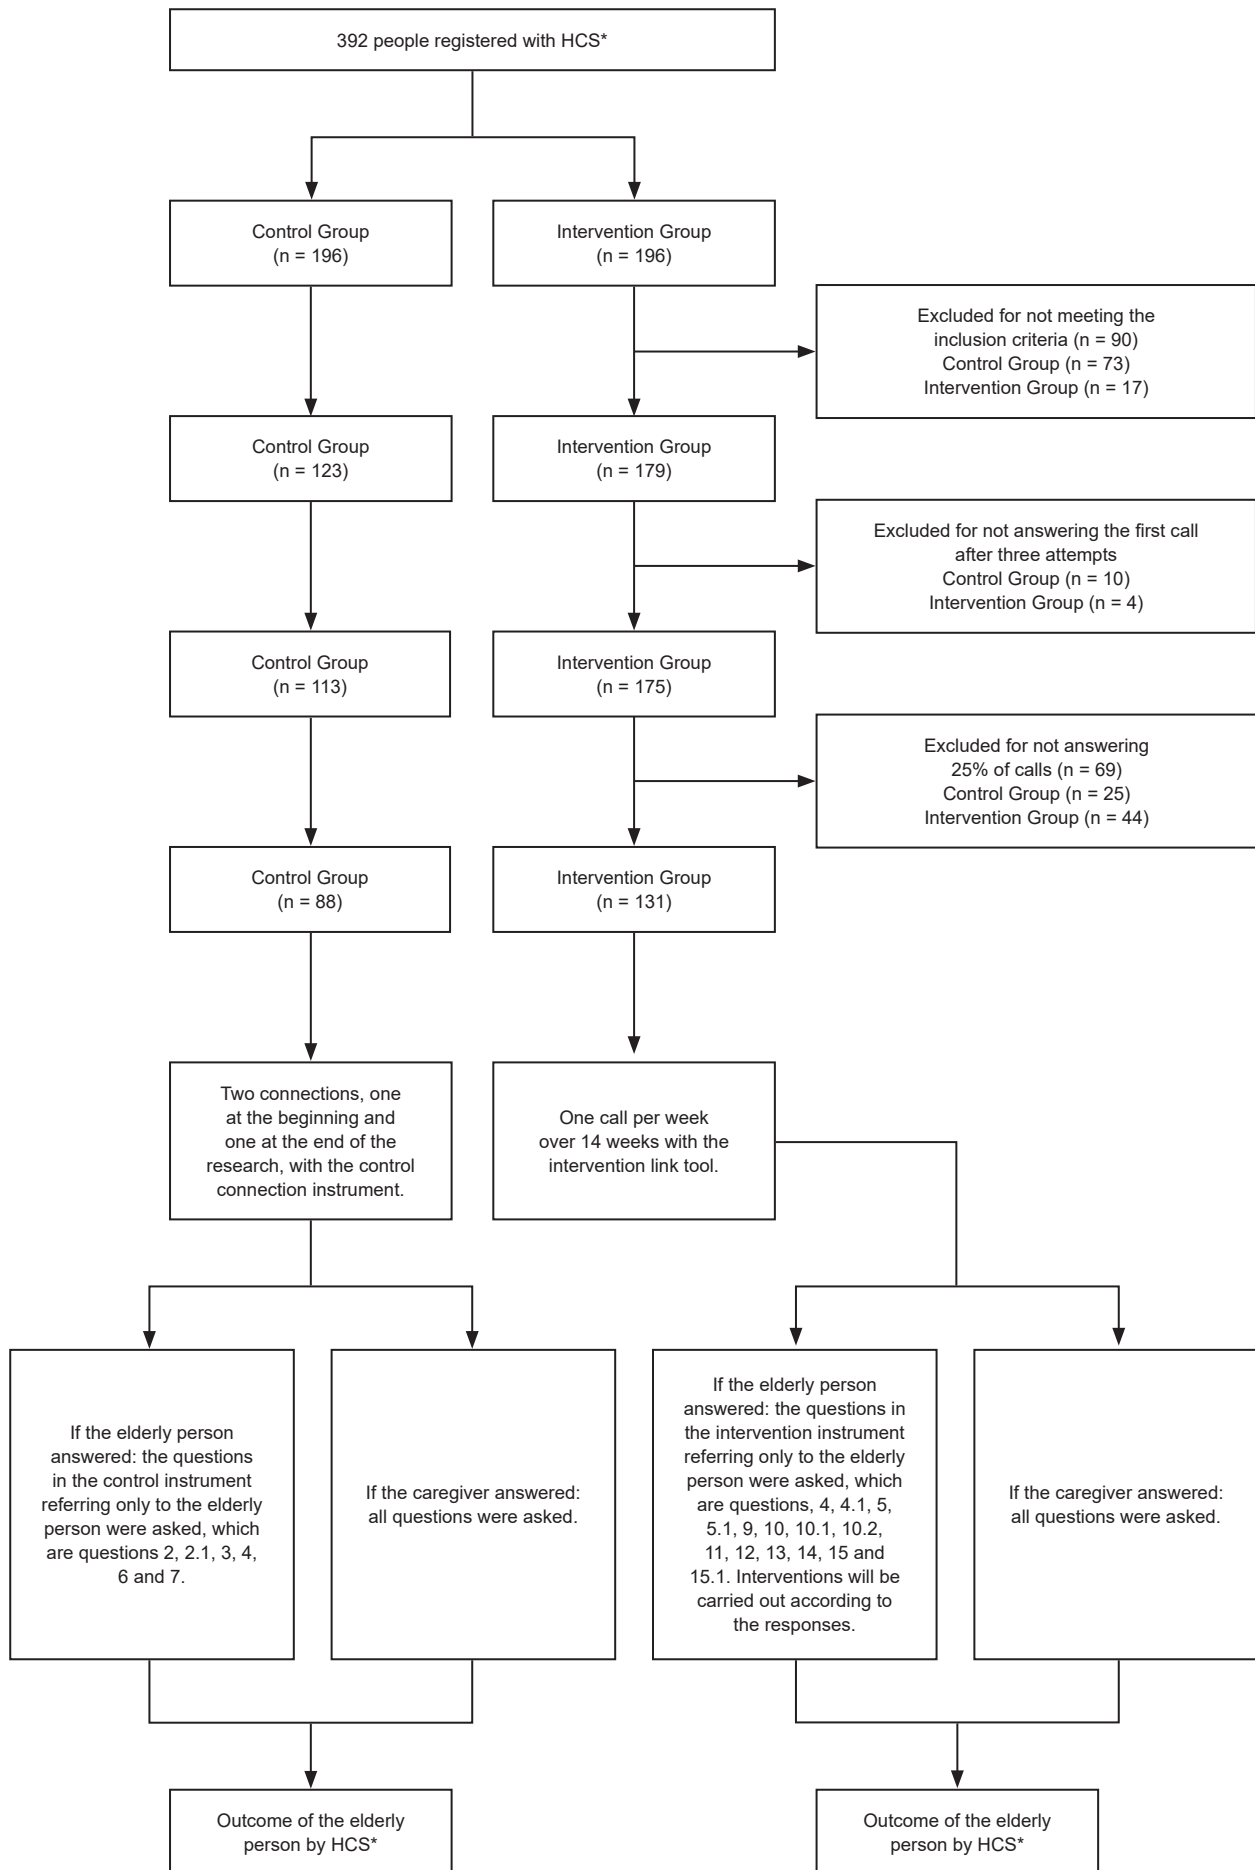 392 people registered with HCS*
Control Group
(n = 196)
Intervention Group
(n = 196)
Excluded for not meeting the
inclusion criteria (n = 90)
Control Group (n = 73)
Intervention Group (n = 17)
Control Group
(n = 123)
Intervention Group
(n = 179)
Excluded for not answering the first call
after three attempts
Control Group (n = 10)
Intervention Group (n = 4)
Control Group
(n = 113)
Intervention Group
(n = 175)
Excluded for not answering
25% of calls (n = 69)
Control Group (n = 25)
Intervention Group (n = 44)
Control Group
(n = 88)
Intervention Group
(n = 131)
Two connections, one
at the beginning and
one at the end of the
research, with the control
connection instrument.
One call per week
over 14 weeks with the
intervention link tool.
If the elderly person
answered: the questions
in the control instrument
referring only to the elderly
person were asked, which
are questions 2, 2.1, 3, 4,
6 and 7.
If the caregiver answered:
all questions were asked.
If the elderly person
answered: the questions in
the intervention instrument
referring only to the elderly
person were asked, which
are questions, 4, 4.1, 5,
5.1, 9, 10, 10.1, 10.2,
11, 12, 13, 14, 15 and
15.1. Interventions will be
carried out according to
the responses.
If the caregiver answered:
all questions were asked.
Outcome of the elderly
person by HCS*
Outcome of the elderly
person by HCS*